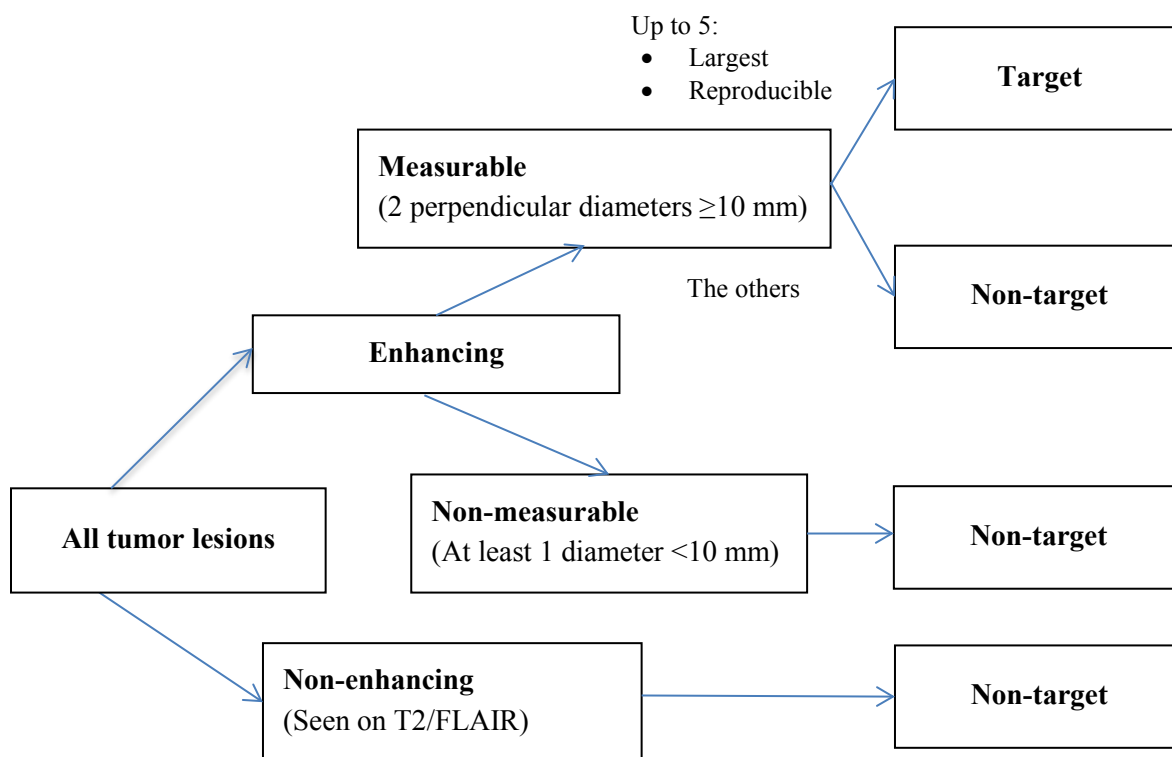 Up to 5:
• Largest
• Reproducible
Target
Measurable
(2 perpendicular diameters ≥10 mm)
The others
Non-target
Enhancing
All tumor lesions
Non-measurable
(At least 1 diameter <10 mm)
Non-target
Non-enhancing
(Seen on T2/FLAIR)
Non-target